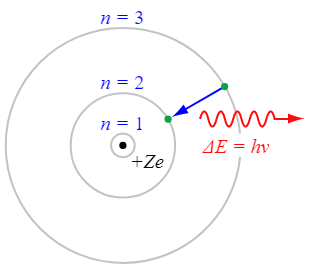 n = 3
n = 2
n = 1
+Ze
ΔE = hν